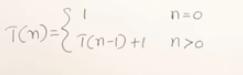 T(n) = { 1 n=0
T(n-1)+1 n>0